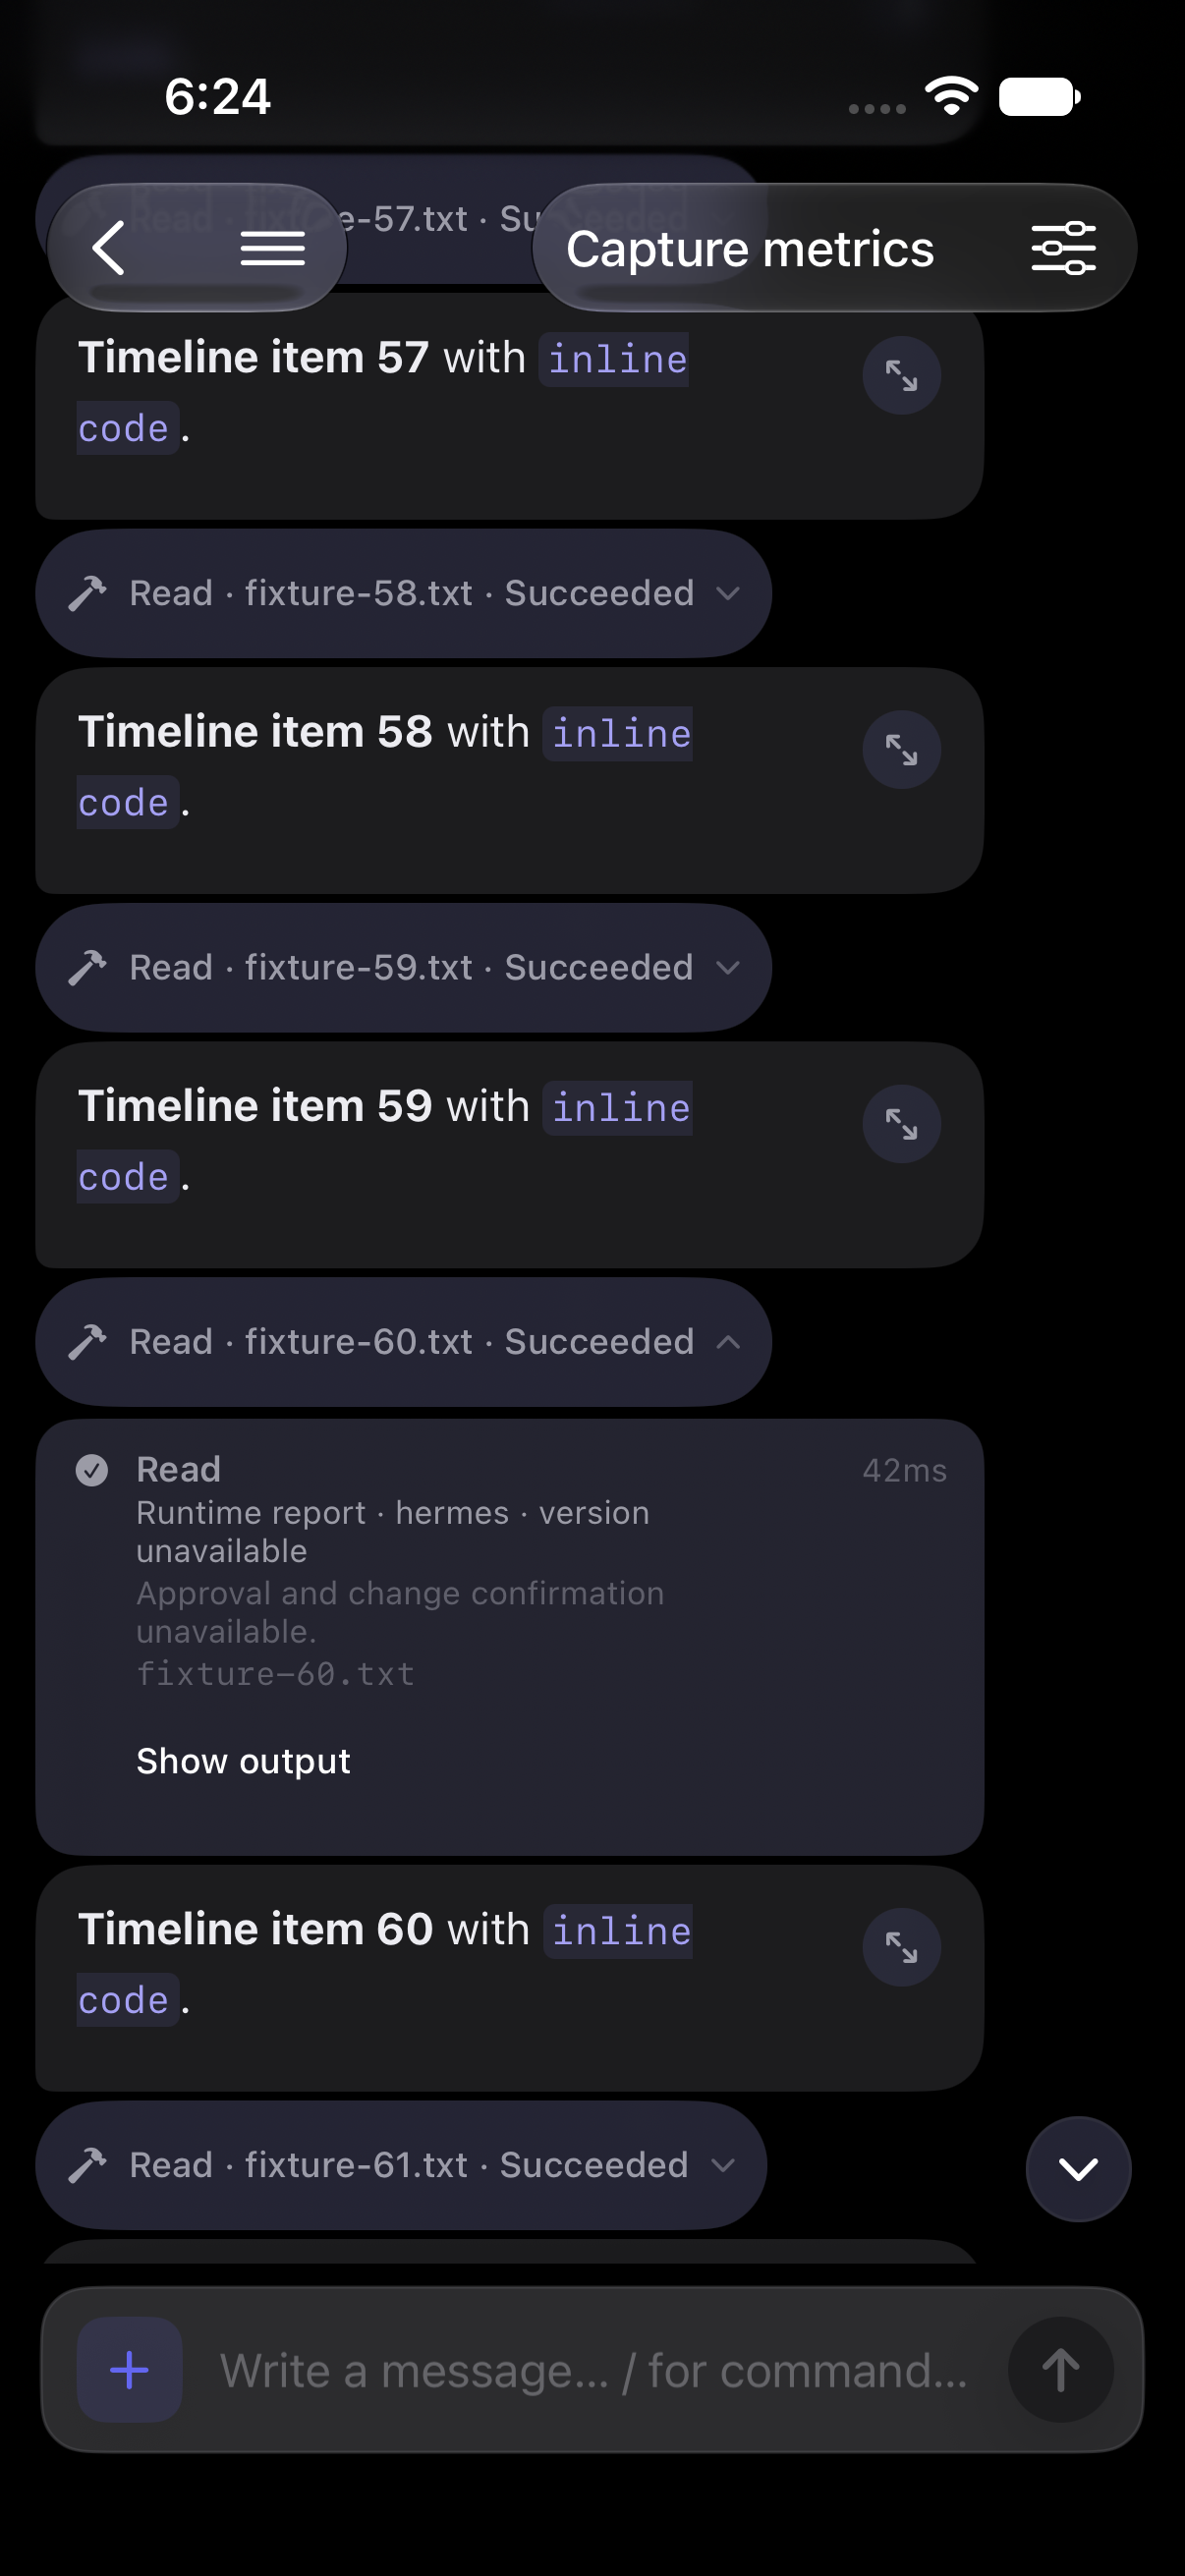 6:24
Read · fixture-57.txt · Succeeded
Capture metrics
Timeline item 57 with inline
code.
Read · fixture-58.txt · Succeeded
Timeline item 58 with inline
code.
Read · fixture-59.txt · Succeeded
Timeline item 59 with inline
code.
Read · fixture-60.txt · Succeeded
Read
42ms
Runtime report · hermes · version
unavailable
Approval and change confirmation
unavailable.
fixture-60.txt
Show output
Timeline item 60 with inline
code.
Read · fixture-61.txt · Succeeded
Write a message... / for command...